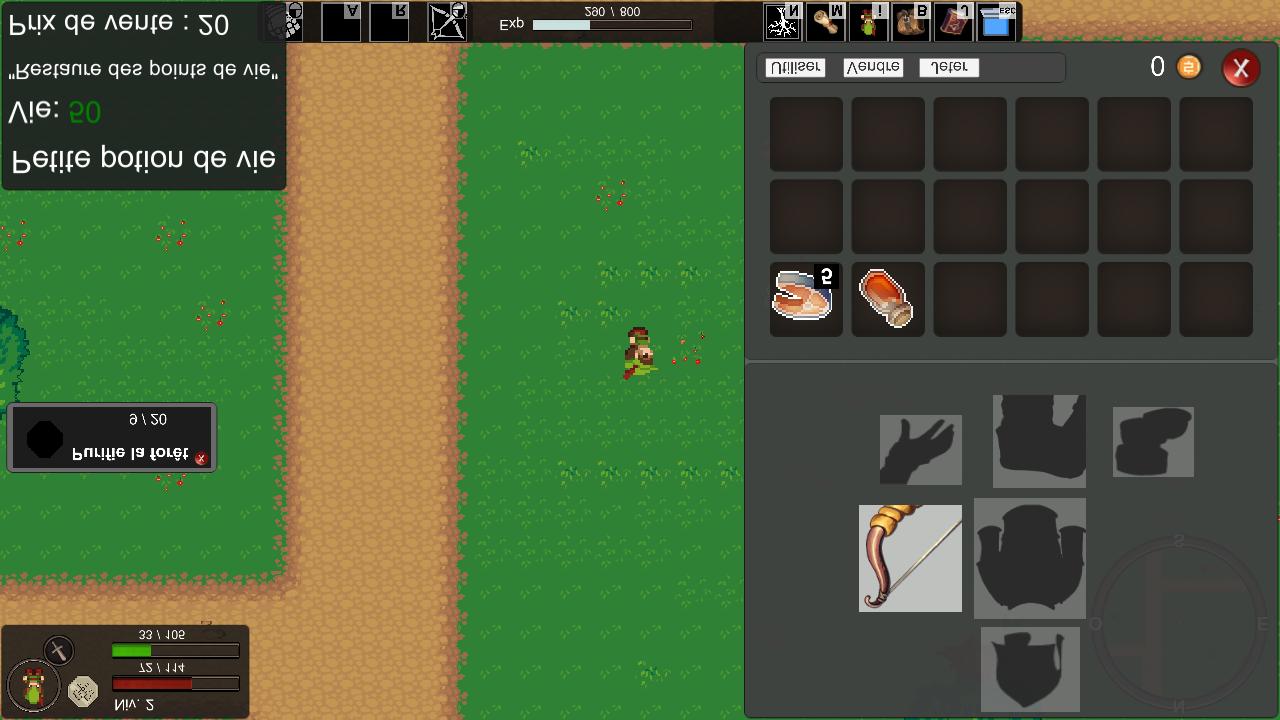 Niv. 2
72 / 114
33 / 105
Purifie la forêt
9 / 20
Petite potion de vie
Vie: 50
"Restaure des points de vie"
Prix de vente : 20
A
R
Exp
290 / 800
N
M
I
B
J
ESC
Utiliser
Vendre
Jeter
0
X
5
N
O
E
S